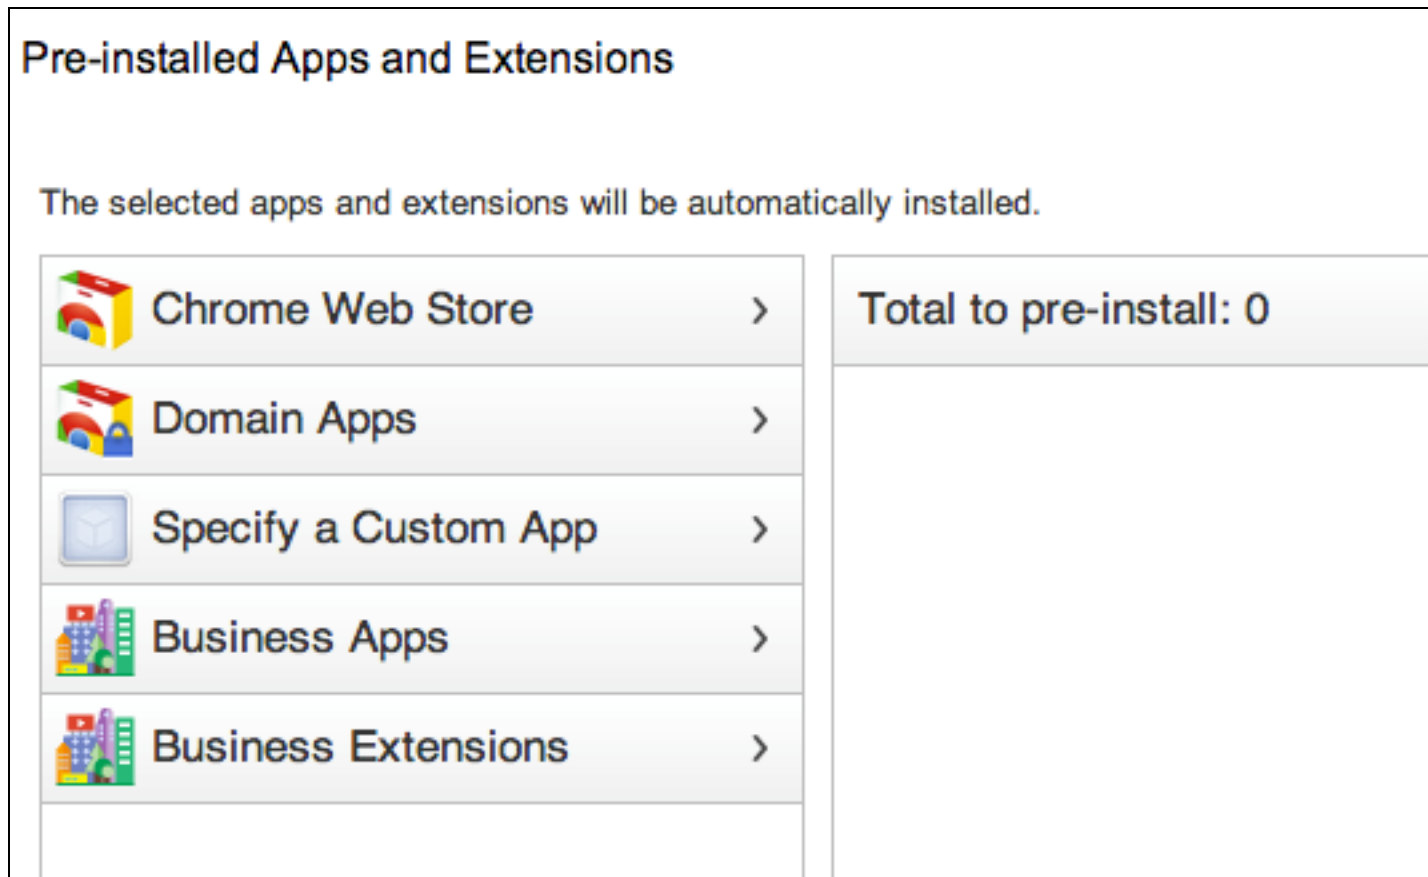 Pre-installed Apps and Extensions
The selected apps and extensions will be automatically installed.
Chrome Web Store
Total to pre-install: 0
Domain Apps
Specify a Custom App
Business Apps
Business Extensions